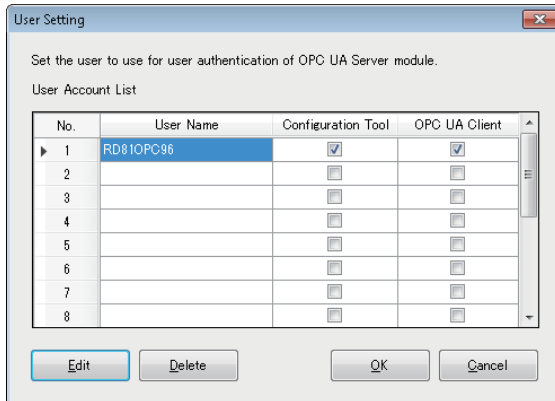 User Setting
Set the user to use for user authentication of OPC UA Server module.
User Account List
No. User Name Configuration Tool OPC UA Client
1 RD81OPC96
2
3
4
5
6
7
8
Edit Delete OK Cancel